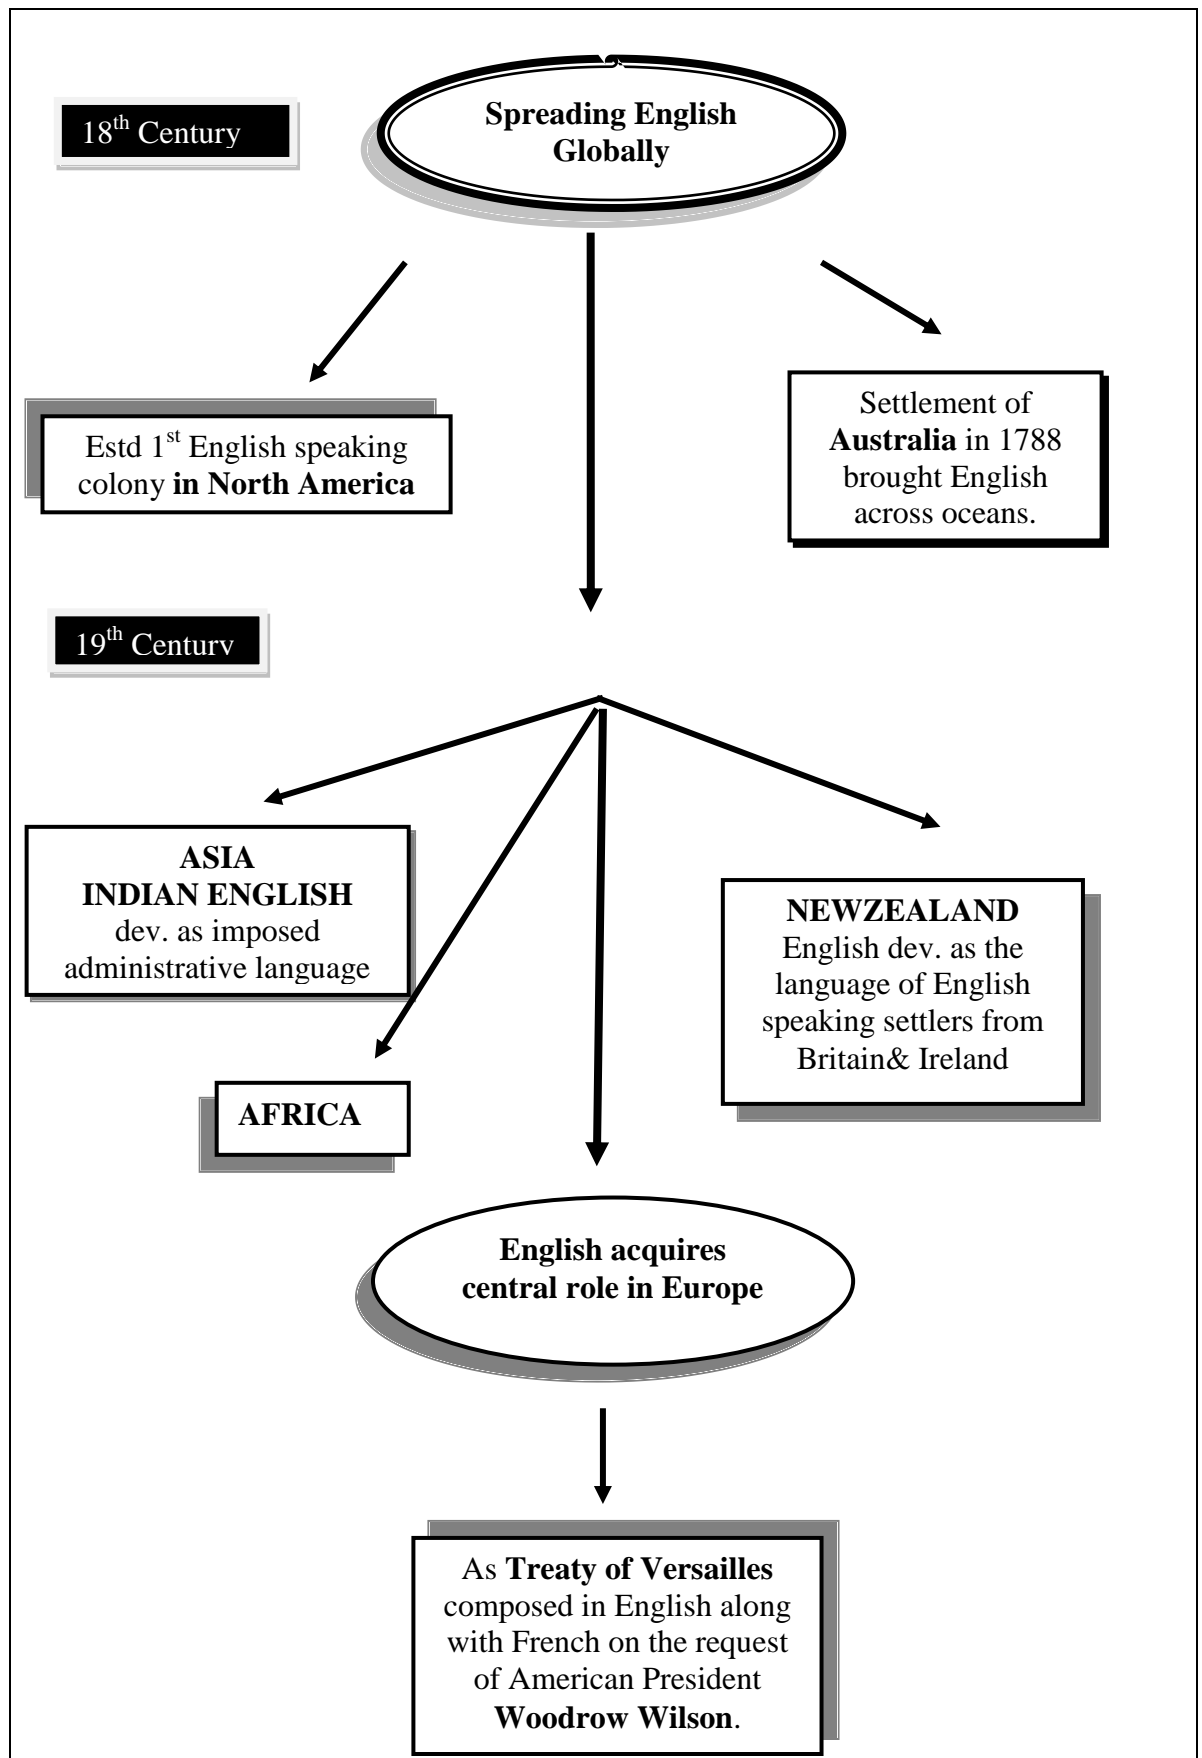 18th Century
Spreading English
Globally
Estd 1st English speaking
colony in North America
Settlement of
Australia in 1788
brought English
across oceans.
19th Century
ASIA
INDIAN ENGLISH
dev. as imposed
administrative language
NEWZEALAND
English dev. as the
language of English
speaking settlers from
Britain& Ireland
AFRICA
English acquires
central role in Europe
As Treaty of Versailles
composed in English along
with French on the request
of American President
Woodrow Wilson.